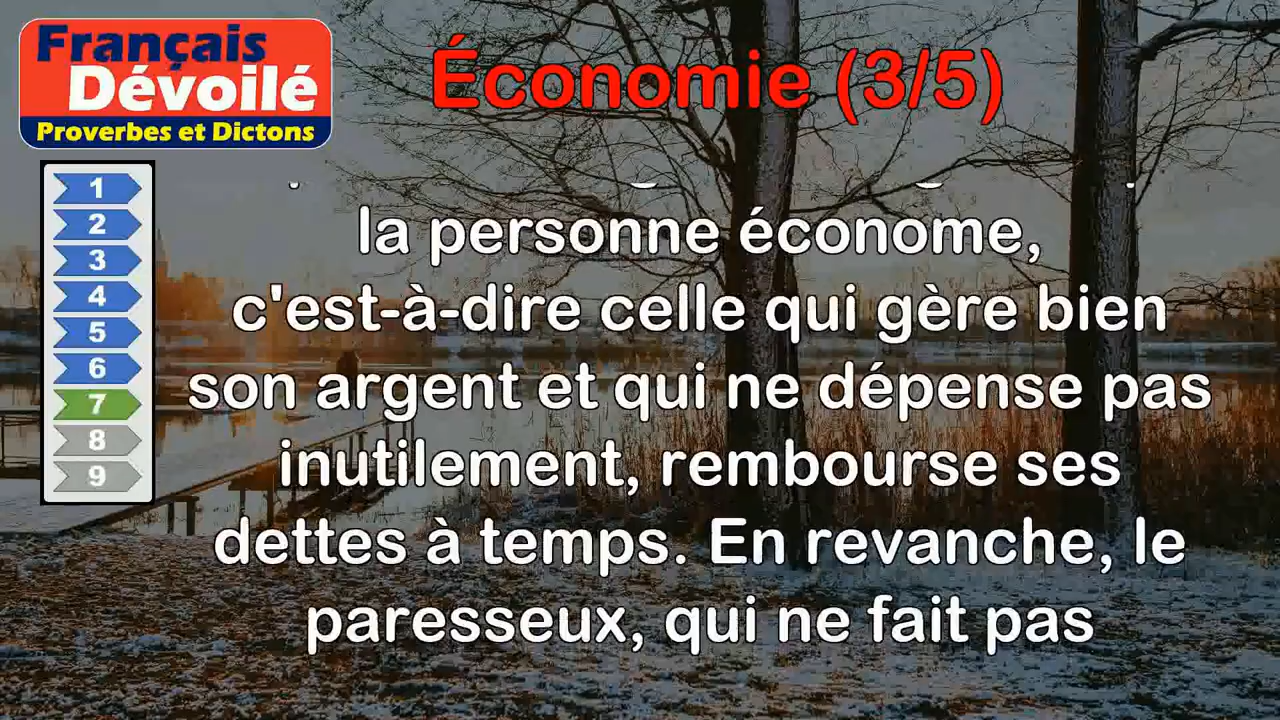 Français
Dévoilé
Proverbes et Dictons
Économie (3/5)
1
2
3
4
5
6
7
8
9
la personne économe,
c'est-à-dire celle qui gère bien
son argent et qui ne dépense pas
inutilement, rembourse ses
dettes à temps. En revanche, le
paresseux, qui ne fait pas